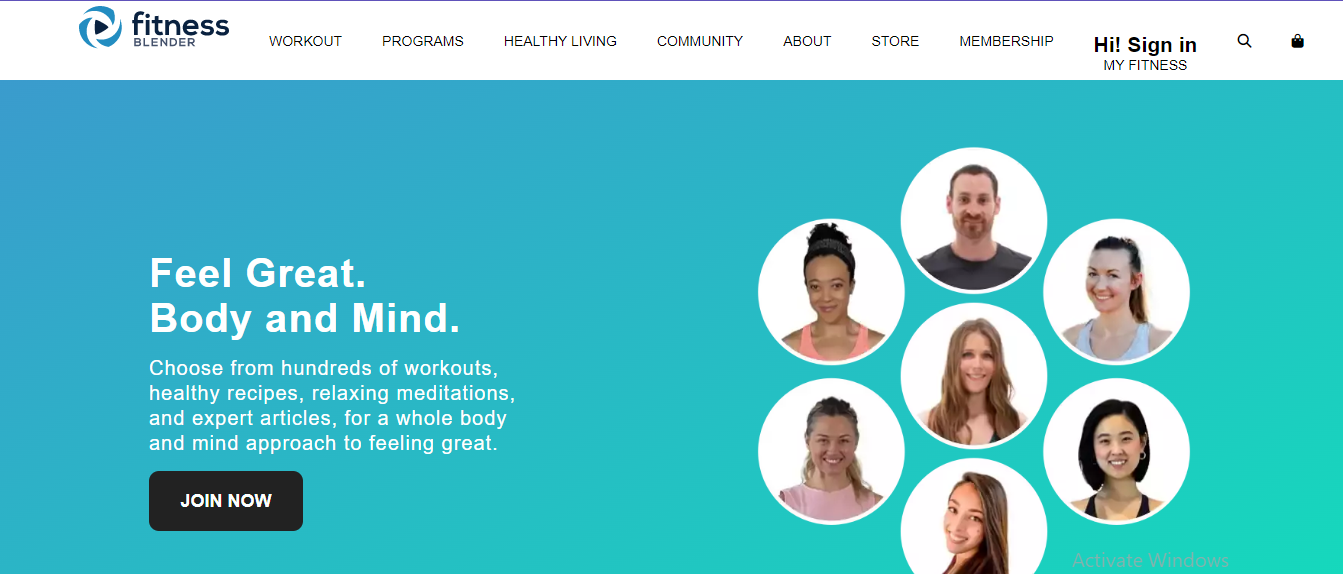 fitness
BLENDER
WORKOUT PROGRAMS HEALTHY LIVING COMMUNITY ABOUT STORE MEMBERSHIP Hi! Sign in
MY FITNESS
Feel Great.
Body and Mind.
Choose from hundreds of workouts,
healthy recipes, relaxing meditations,
and expert articles, for a whole body
and mind approach to feeling great.
JOIN NOW
Activate Windows